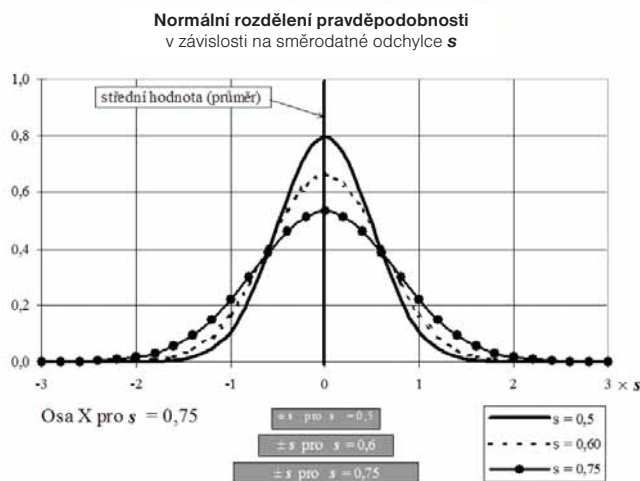 Normální rozdělení pravděpodobnosti
v závislosti na směrodatné odchylce s
1,0
střední hodnota (průměr)
0,8
0,6
0,4
0,2
0,0
-3 -2 -1 0 1 2 3 × s
Osa X pro s = 0,75
± s pro s = 0,5
± s pro s = 0,6
± s pro s = 0,75
s = 0,5
s = 0,60
s = 0,75